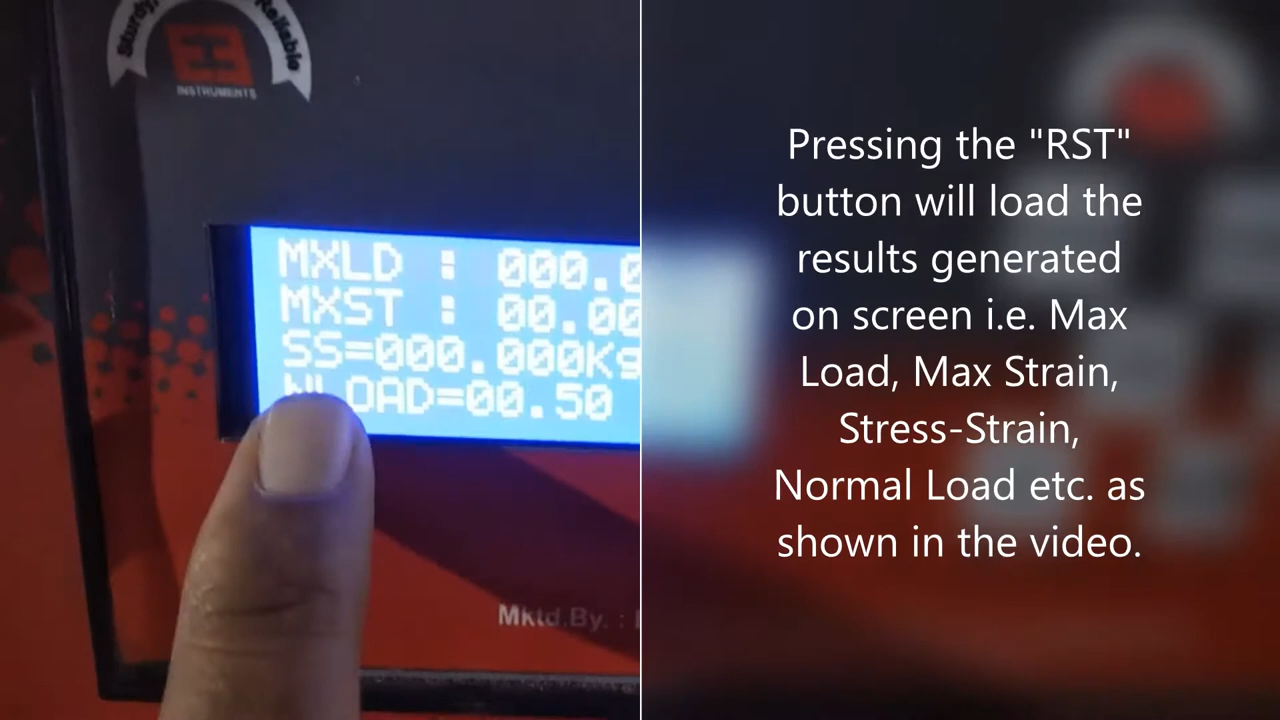 Sturdy, Reliable
INSTRUMENTS
MXLD : 000.0
MXST : 00.00
SS=000.000Kg
NLOAD=00.50
Mktd.By. :
Pressing the "RST"
button will load the
results generated
on screen i.e. Max
Load, Max Strain,
Stress-Strain,
Normal Load etc. as
shown in the video.